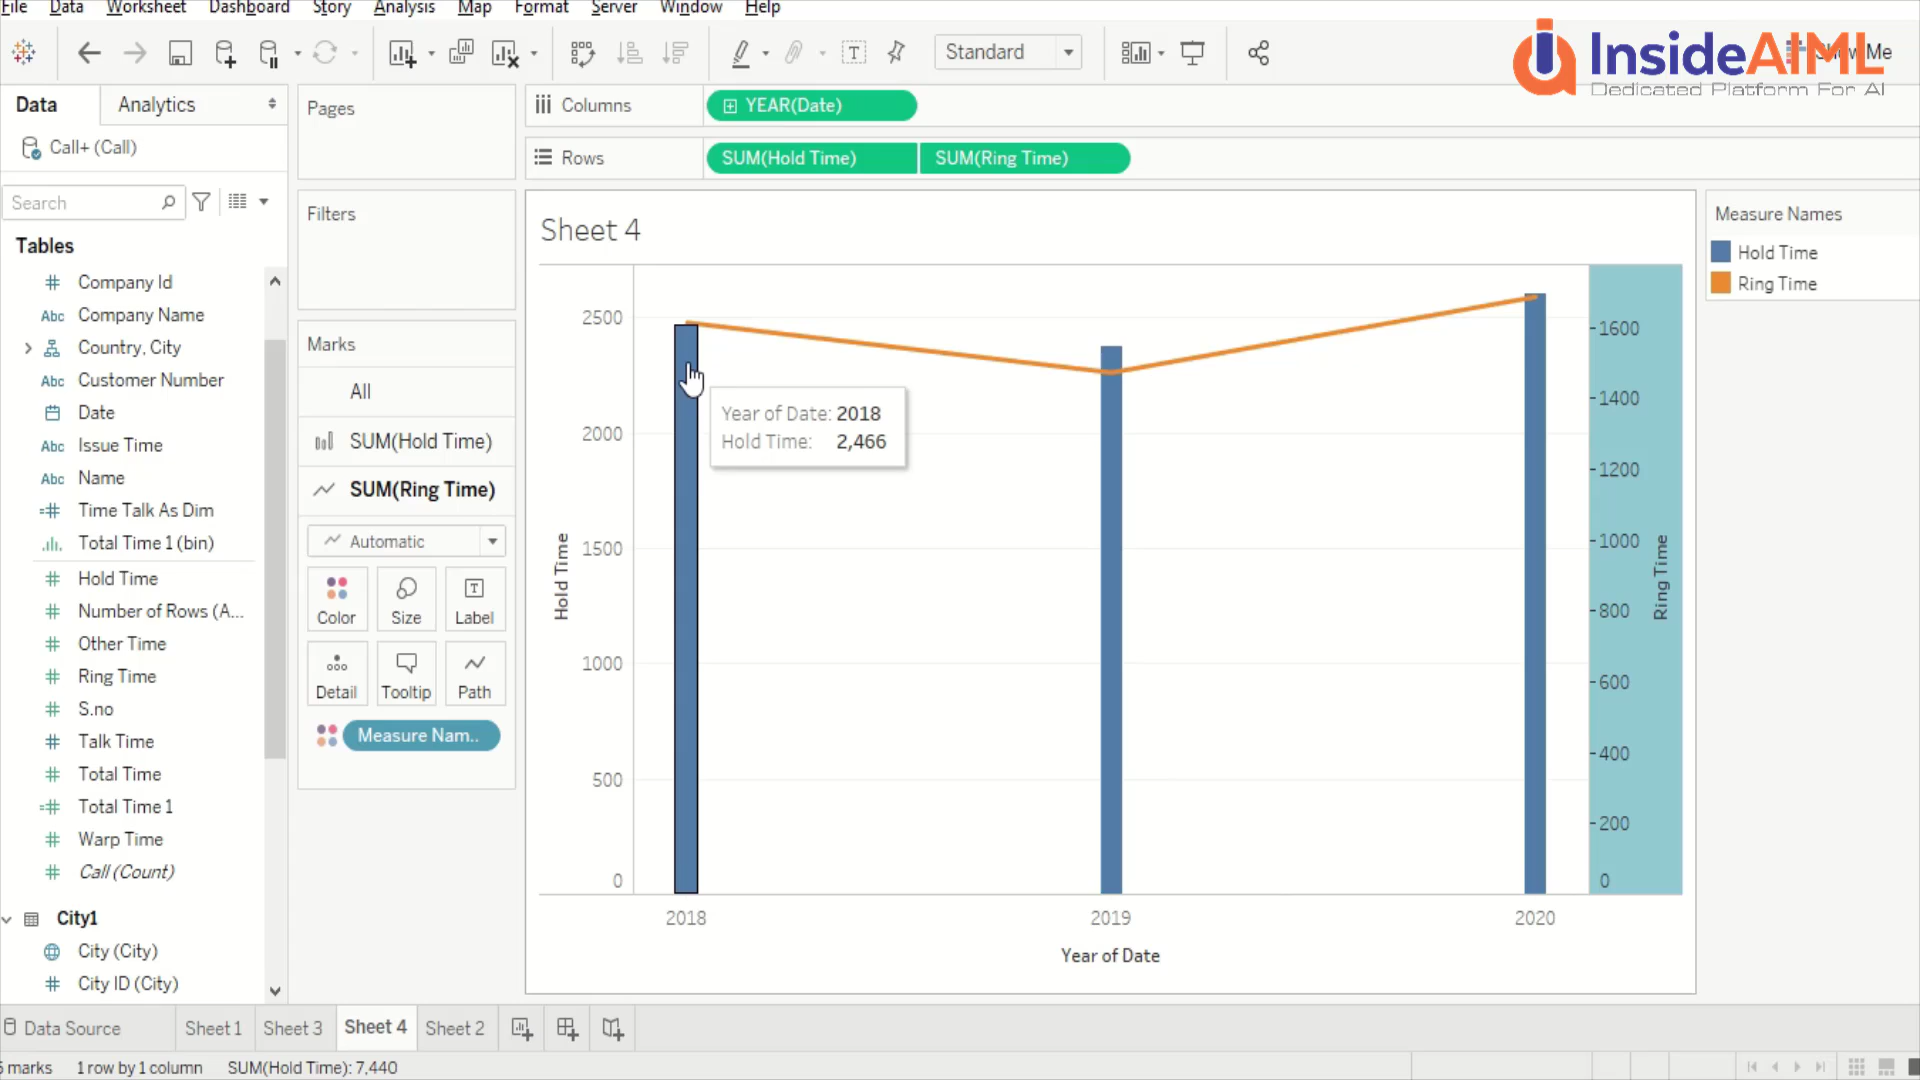 File Data Worksheet Dashboard Story Analysis Map Format Server Window Help
Standard
InsideAIML
Dedicated Platform For AI
Me
Data Analytics
Call+ (Call)
Search
Tables
Company Id
Abc Company Name
Country, City
Abc Customer Number
Date
Abc Issue Time
Abc Name
Time Talk As Dim
Total Time 1 (bin)
Hold Time
Number of Rows (A...
Other Time
Ring Time
S.no
Talk Time
Total Time
Total Time 1
Warp Time
Call (Count)
City1
City (City)
City ID (City)
Pages
Filters
Marks
All
SUM(Hold Time)
SUM(Ring Time)
Automatic
Color Size Label
Detail Tooltip Path
Measure Nam..
Columns YEAR(Date)
Rows SUM(Hold Time) SUM(Ring Time)
Sheet 4
Hold Time
2500
2000
1500
1000
500
0
Year of Date: 2018
Hold Time: 2,466
1600
1400
1200
1000
800
600
400
200
0
Ring Time
2018 2019 2020
Year of Date
Measure Names
Hold Time
Ring Time
Data Source Sheet 1 Sheet 3 Sheet 4 Sheet 2
marks 1 row by 1 column SUM(Hold Time): 7,440